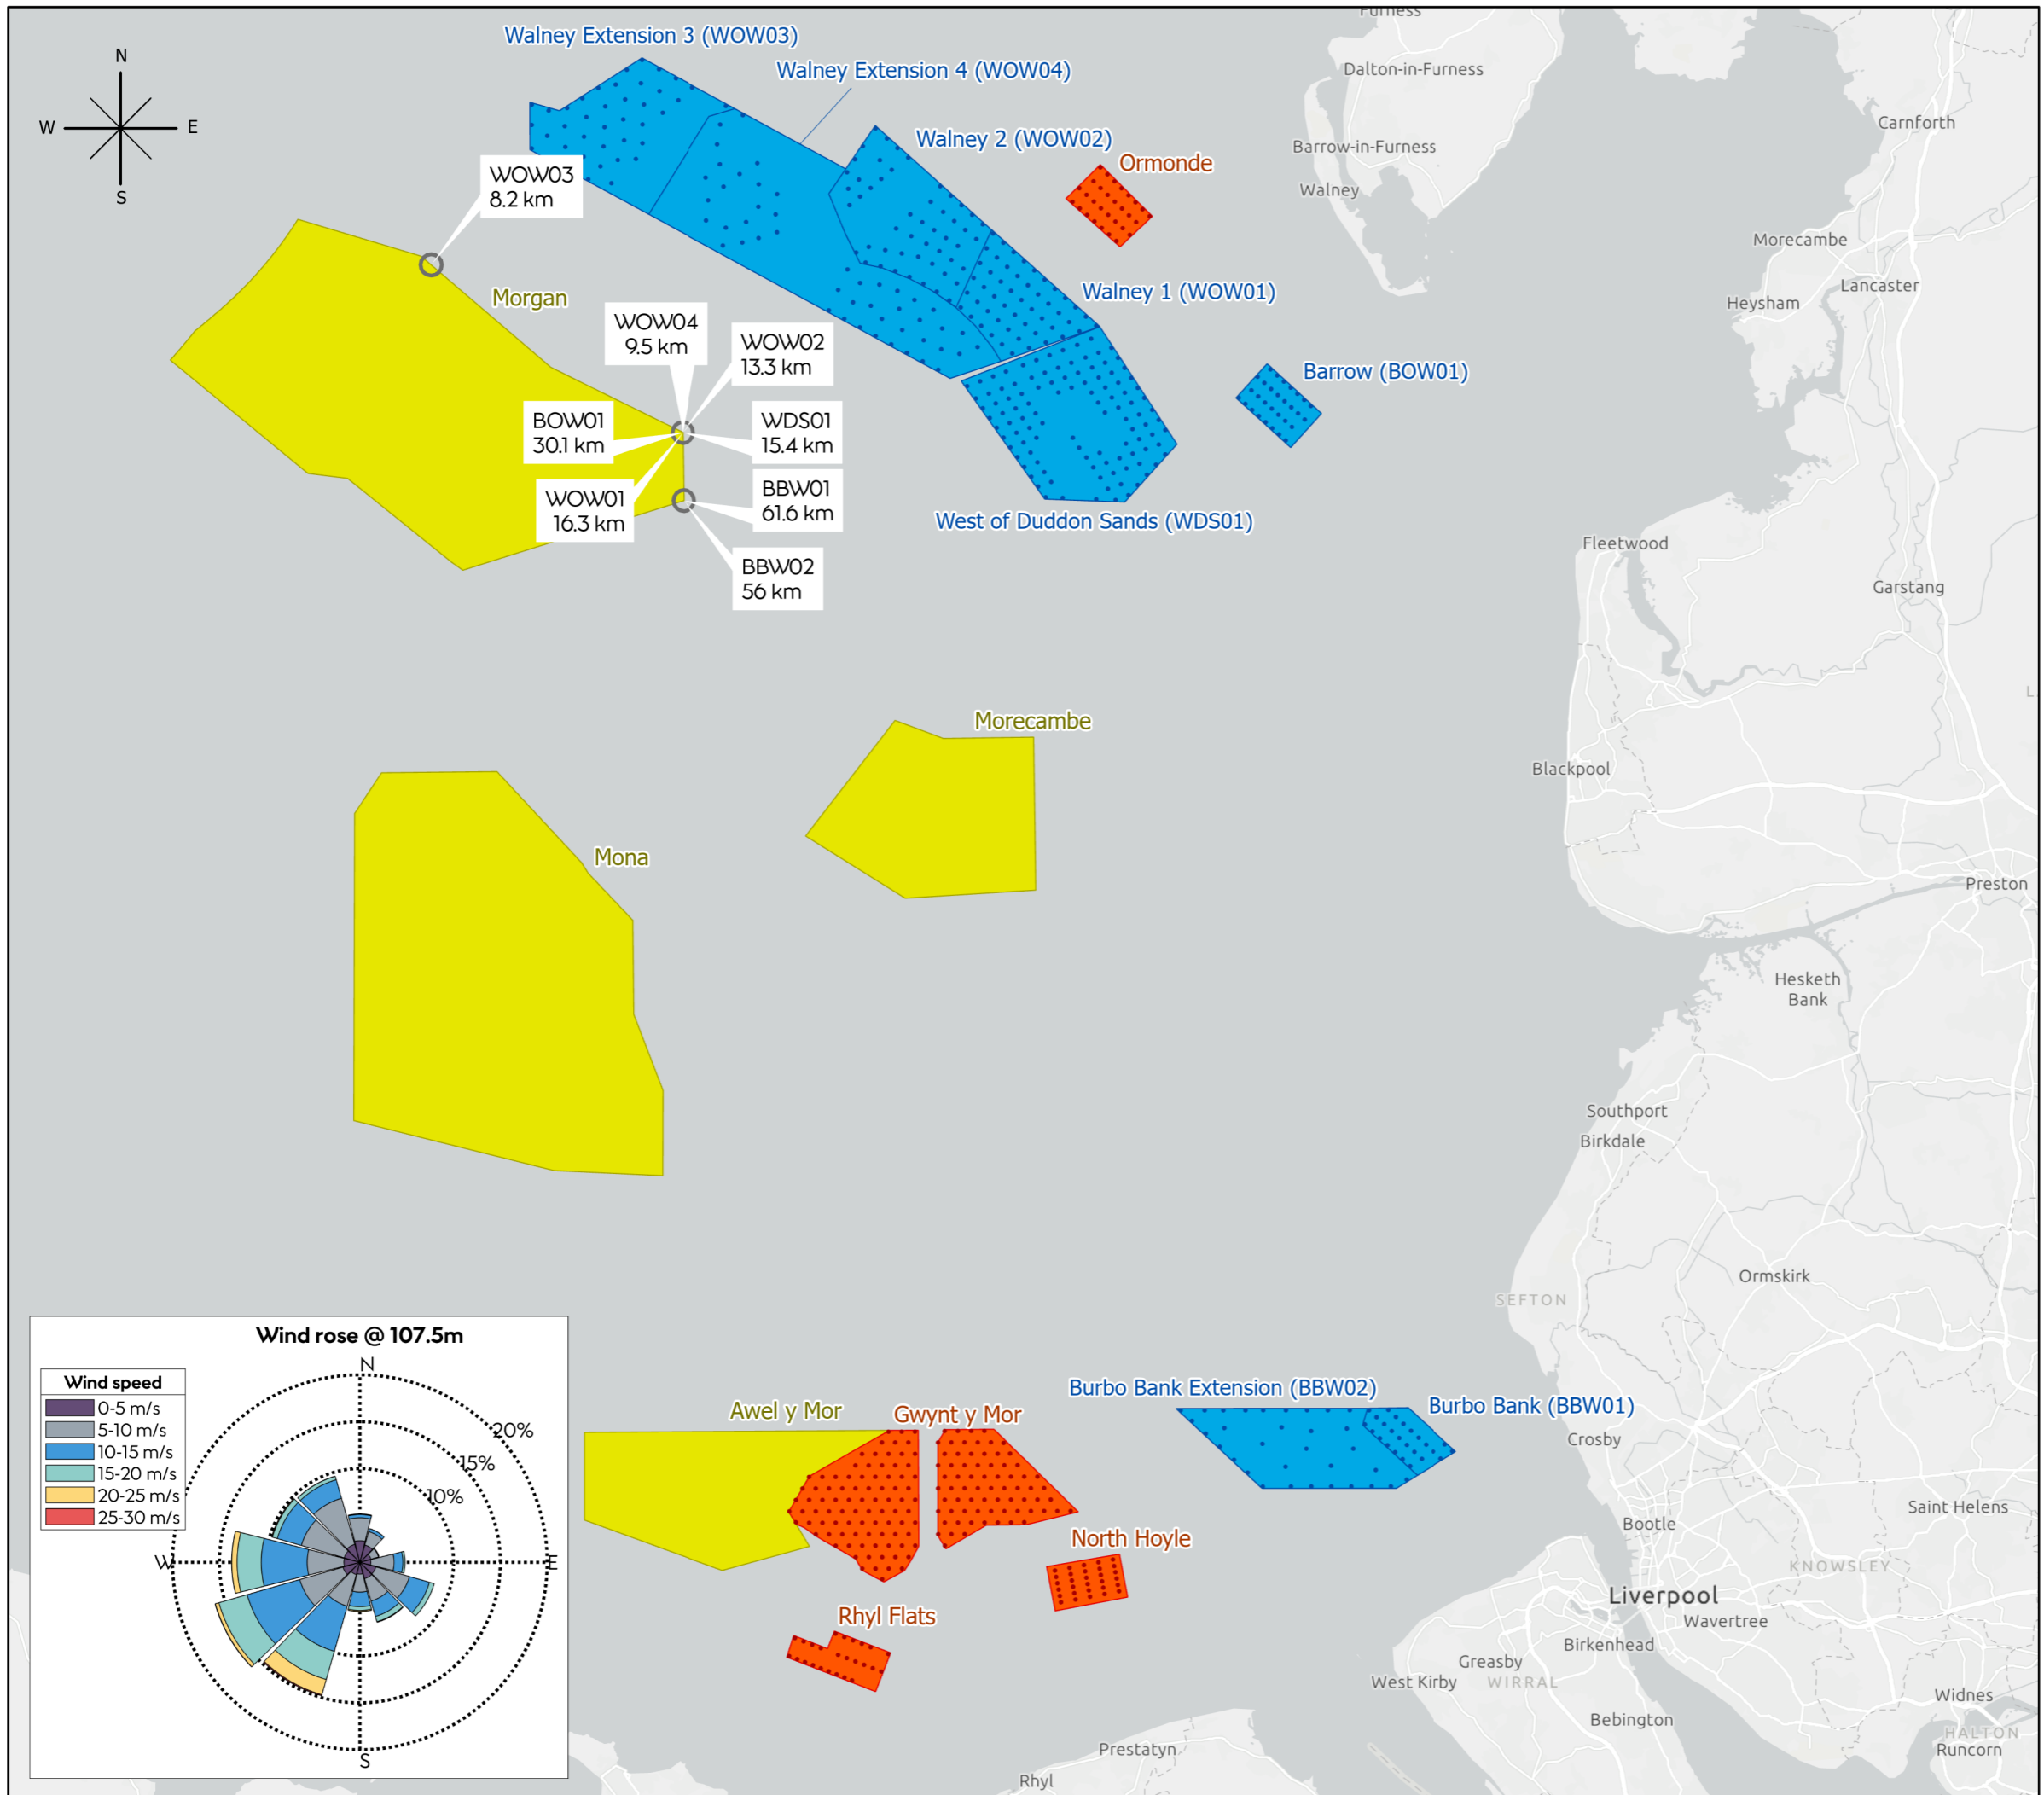 Furness
Walney Extension 3 (WOW03)
Dalton-in-Furness
Walney Extension 4 (WOW04)
N
W
E
S
Carnforth
Walney 2 (WOW02)
Barrow-in-Furness
Ormonde
WOW03
8.2 km
Walney
Morecambe
Lancaster
Morgan
Walney 1 (WOW01)
Heysham
WOW04
9.5 km
WOW02
13.3 km
Barrow (BOW01)
BOW01
30.1 km
WDS01
15.4 km
WOW01
16.3 km
BBW01
61.6 km
West of Duddon Sands (WDS01)
BBW02
56 km
Fleetwood
Garstang
L
Morecambe
Blackpool
Mona
Preston
Hesketh
Bank
Southport
Birkdale
Ormskirk
SEFTON
Wind rose @ 107.5m
Wind speed
0-5 m/s
5-10 m/s
10-15 m/s
15-20 m/s
20-25 m/s
25-30 m/s
N
20%
15%
10%
W
E
S
Burbo Bank Extension (BBW02)
Burbo Bank (BBW01)
Awel y Mor
Gwynt y Mor
Crosby
Saint Helens
Bootle
North Hoyle
KNOWSLEY
Liverpool
Rhyl Flats
Wavertree
Birkenhead
Greasby
West Kirby
WIRRAL
Widnes
Bebington
HALTON
Runcorn
Prestatyn
Rhyl